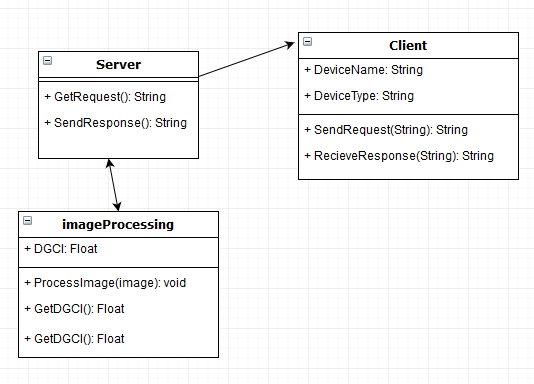 Server
+ GetRequest(): String
+ SendResponse(): String
Client
+ DeviceName: String
+ DeviceType: String
+ SendRequest(String): String
+ RecieveResponse(String): String
imageProcessing
+ DGCI: Float
+ ProcessImage(image): void
+ GetDGCI(): Float
+ GetDGCI(): Float